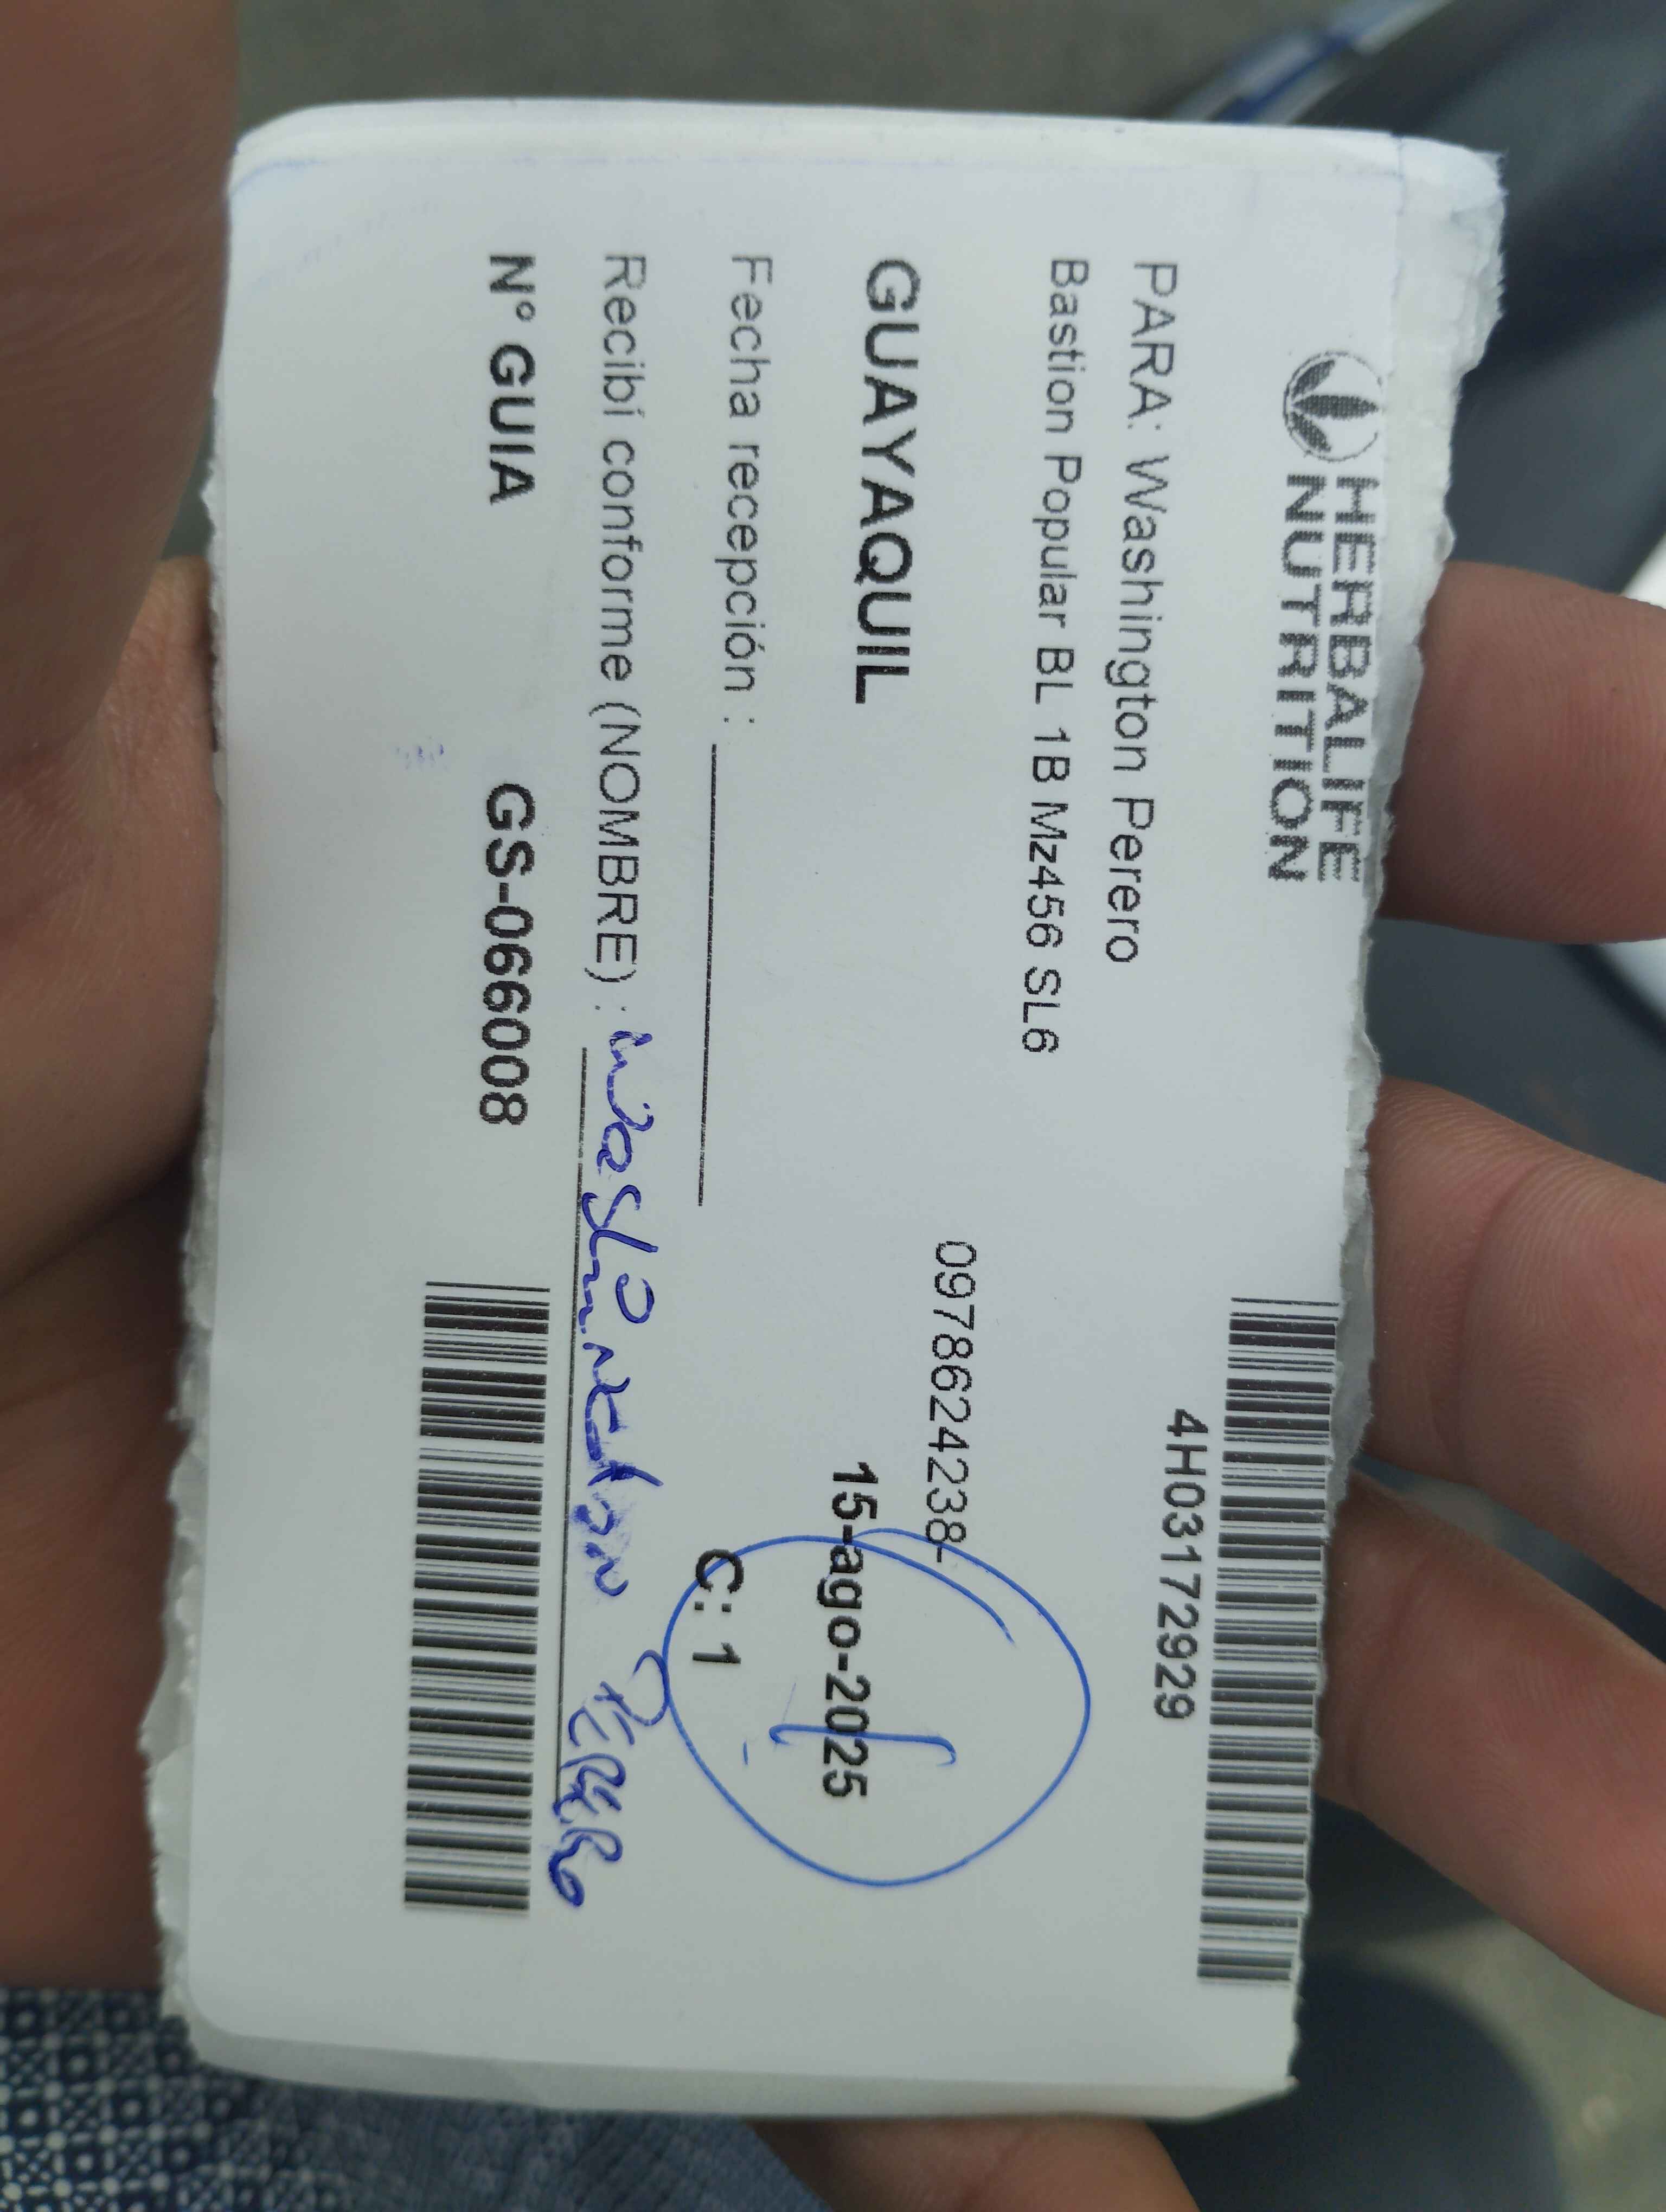 HERBALIFE
NUTRITION
4H03172929
PARA: Washington Perero
Bastion Popular BL 1B Mz456 SL6
0978624238-
GUAYAQUIL
15-ago-2025
Fecha recepción :
C: 1
Recibí conforme (NOMBRE) : Washington Perero
N° GUIA GS-066008